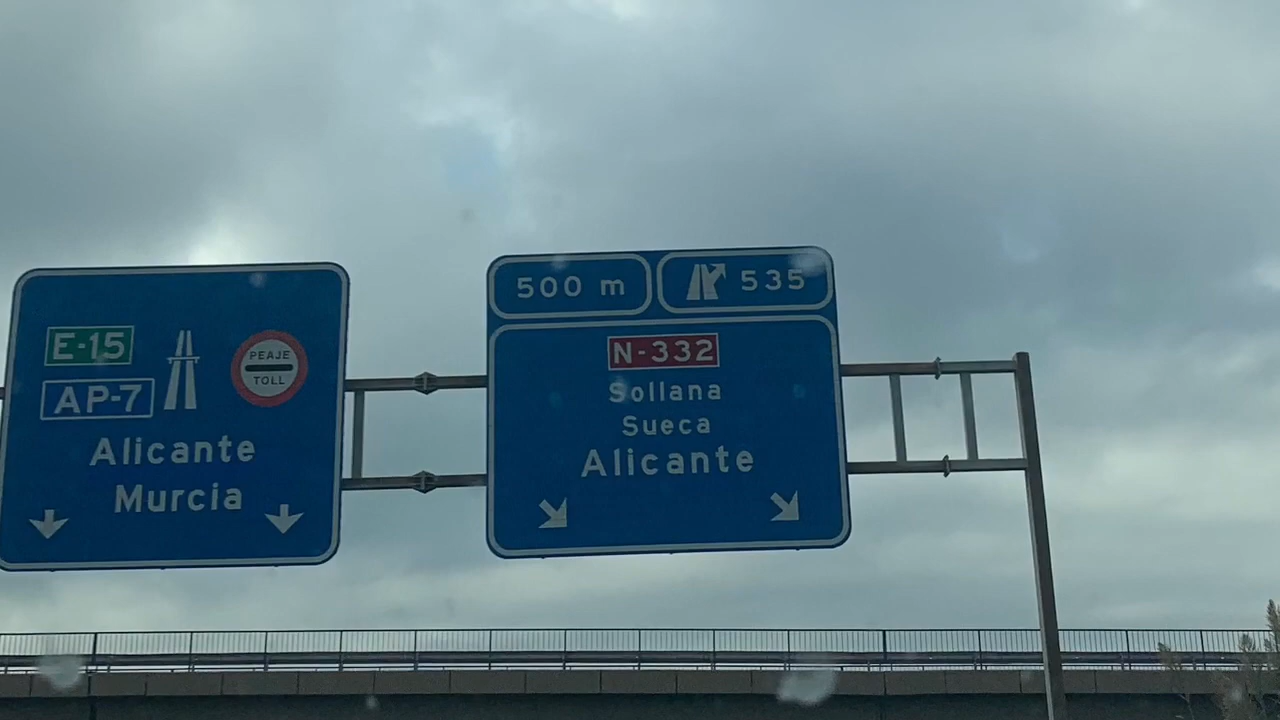 E-15
AP-7
PEAJE
TOLL
Alicante
Murcia
500 m
535
N-332
Sollana
Sueca
Alicante